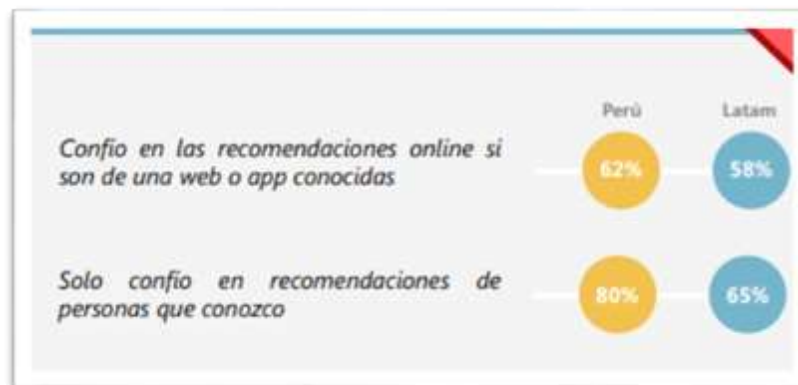 Perú Latam
Confío en las recomendaciones online si
son de una web o app conocidas
62% 58%
Solo confío en recomendaciones de
personas que conozco
80% 65%